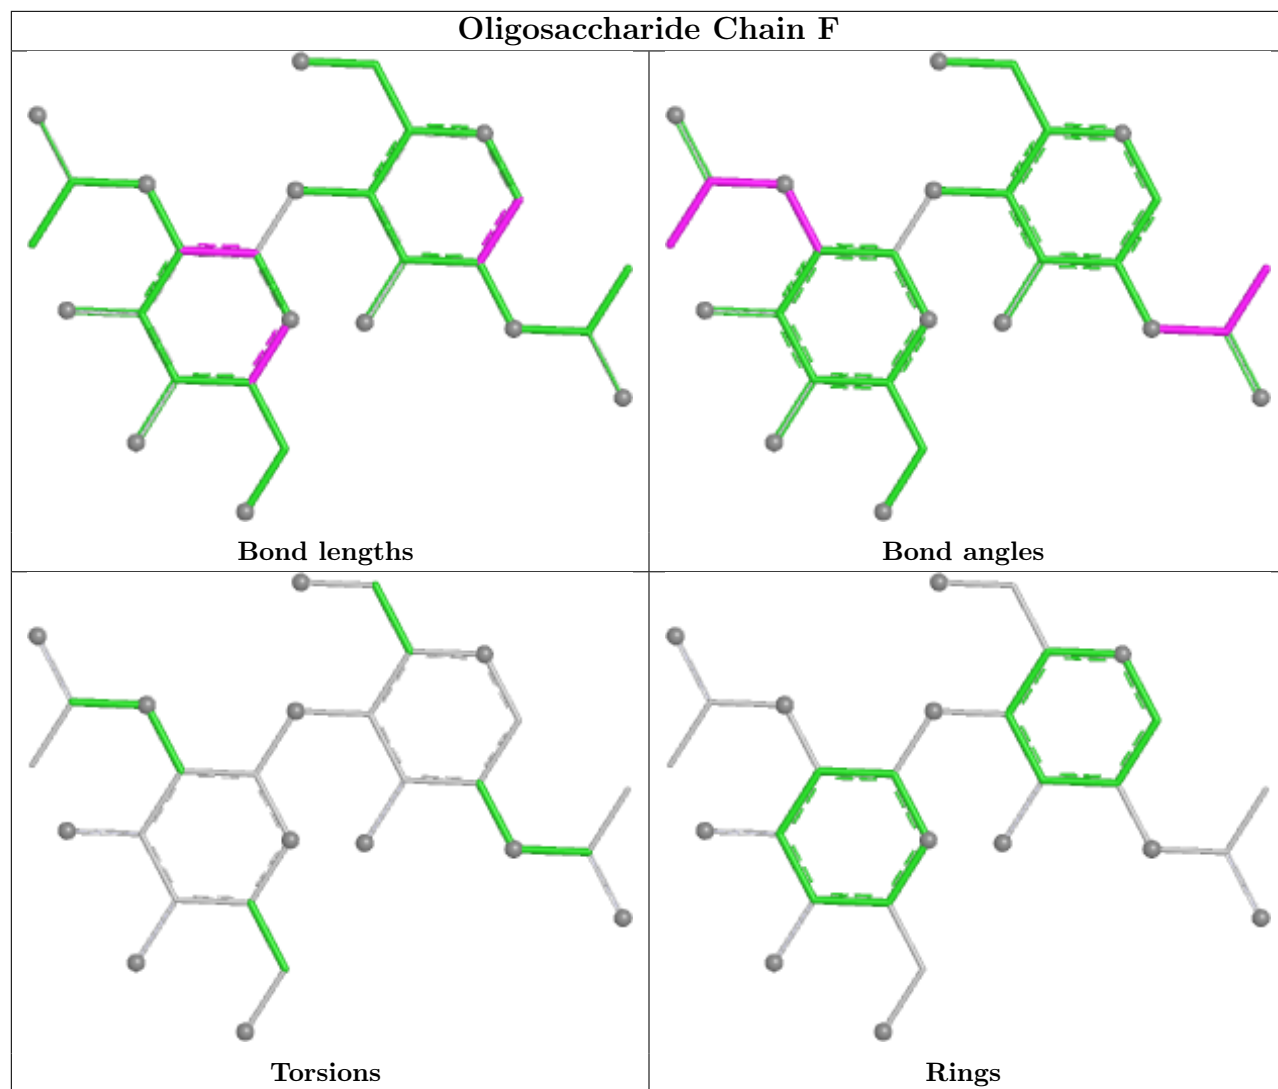 Oligosaccharide Chain F
Bond lengths
Bond angles
Torsions
Rings